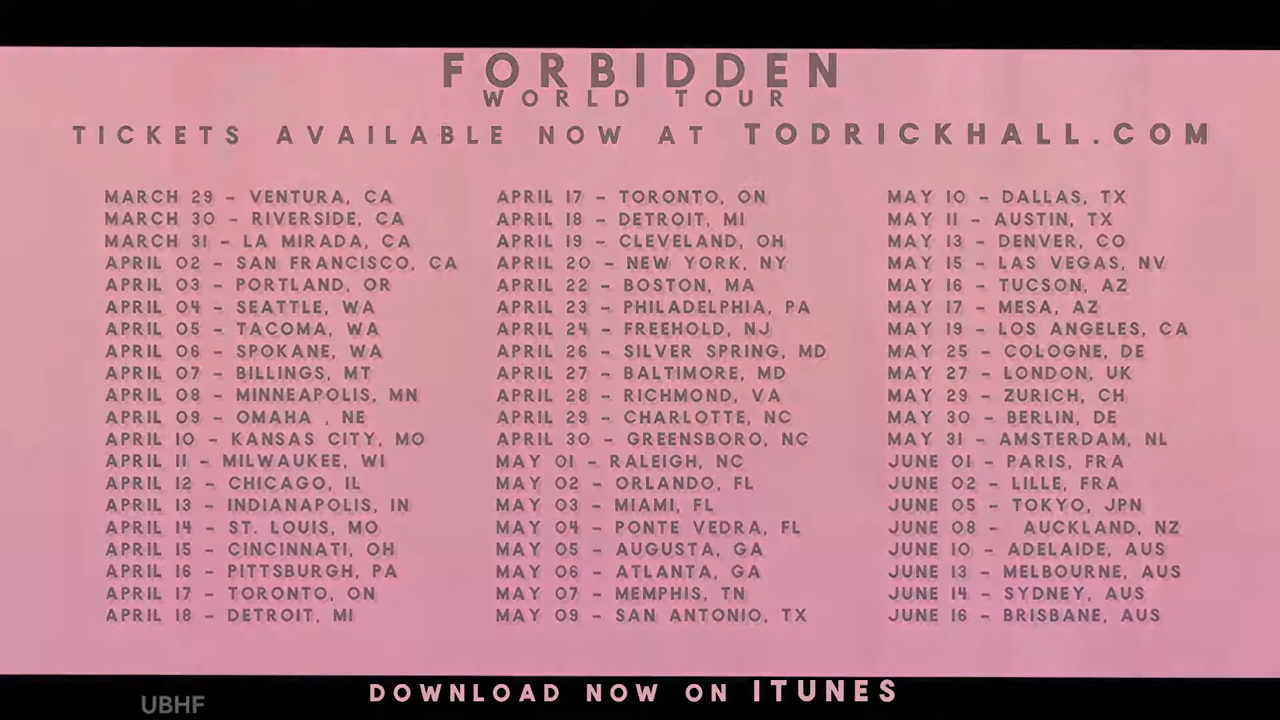 FORBIDDEN
WORLD TOUR
TICKETS AVAILABLE NOW AT TODRICKHALL.COM
MARCH 29 - VENTURA, CA
MARCH 30 - RIVERSIDE, CA
MARCH 31 - LA MIRADA, CA
APRIL 02 - SAN FRANCISCO, CA
APRIL 03 - PORTLAND, OR
APRIL 04 - SEATTLE, WA
APRIL 05 - TACOMA, WA
APRIL 06 - SPOKANE, WA
APRIL 07 - BILLINGS, MT
APRIL 08 - MINNEAPOLIS, MN
APRIL 09 - OMAHA , NE
APRIL 10 - KANSAS CITY, MO
APRIL 11 - MILWAUKEE, WI
APRIL 12 - CHICAGO, IL
APRIL 13 - INDIANAPOLIS, IN
APRIL 14 - ST. LOUIS, MO
APRIL 15 - CINCINNATI, OH
APRIL 16 - PITTSBURGH, PA
APRIL 17 - TORONTO, ON
APRIL 18 - DETROIT, MI
APRIL 17 - TORONTO, ON
APRIL 18 - DETROIT, MI
APRIL 19 - CLEVELAND, OH
APRIL 20 - NEW YORK, NY
APRIL 22 - BOSTON, MA
APRIL 23 - PHILADELPHIA, PA
APRIL 24 - FREEHOLD, NJ
APRIL 26 - SILVER SPRING, MD
APRIL 27 - BALTIMORE, MD
APRIL 28 - RICHMOND, VA
APRIL 29 - CHARLOTTE, NC
APRIL 30 - GREENSBORO, NC
MAY 01 - RALEIGH, NC
MAY 02 - ORLANDO, FL
MAY 03 - MIAMI, FL
MAY 04 - PONTE VEDRA, FL
MAY 05 - AUGUSTA, GA
MAY 06 - ATLANTA, GA
MAY 07 - MEMPHIS, TN
MAY 09 - SAN ANTONIO, TX
MAY 10 - DALLAS, TX
MAY 11 - AUSTIN, TX
MAY 13 - DENVER, CO
MAY 15 - LAS VEGAS, NV
MAY 16 - TUCSON, AZ
MAY 17 - MESA, AZ
MAY 19 - LOS ANGELES, CA
MAY 25 - COLOGNE, DE
MAY 27 - LONDON, UK
MAY 29 - ZURICH, CH
MAY 30 - BERLIN, DE
MAY 31 - AMSTERDAM, NL
JUNE 01 - PARIS, FRA
JUNE 02 - LILLE, FRA
JUNE 05 - TOKYO, JPN
JUNE 08 - AUCKLAND, NZ
JUNE 10 - ADELAIDE, AUS
JUNE 13 - MELBOURNE, AUS
JUNE 14 - SYDNEY, AUS
JUNE 16 - BRISBANE, AUS
DOWNLOAD NOW ON ITUNES
UBHF